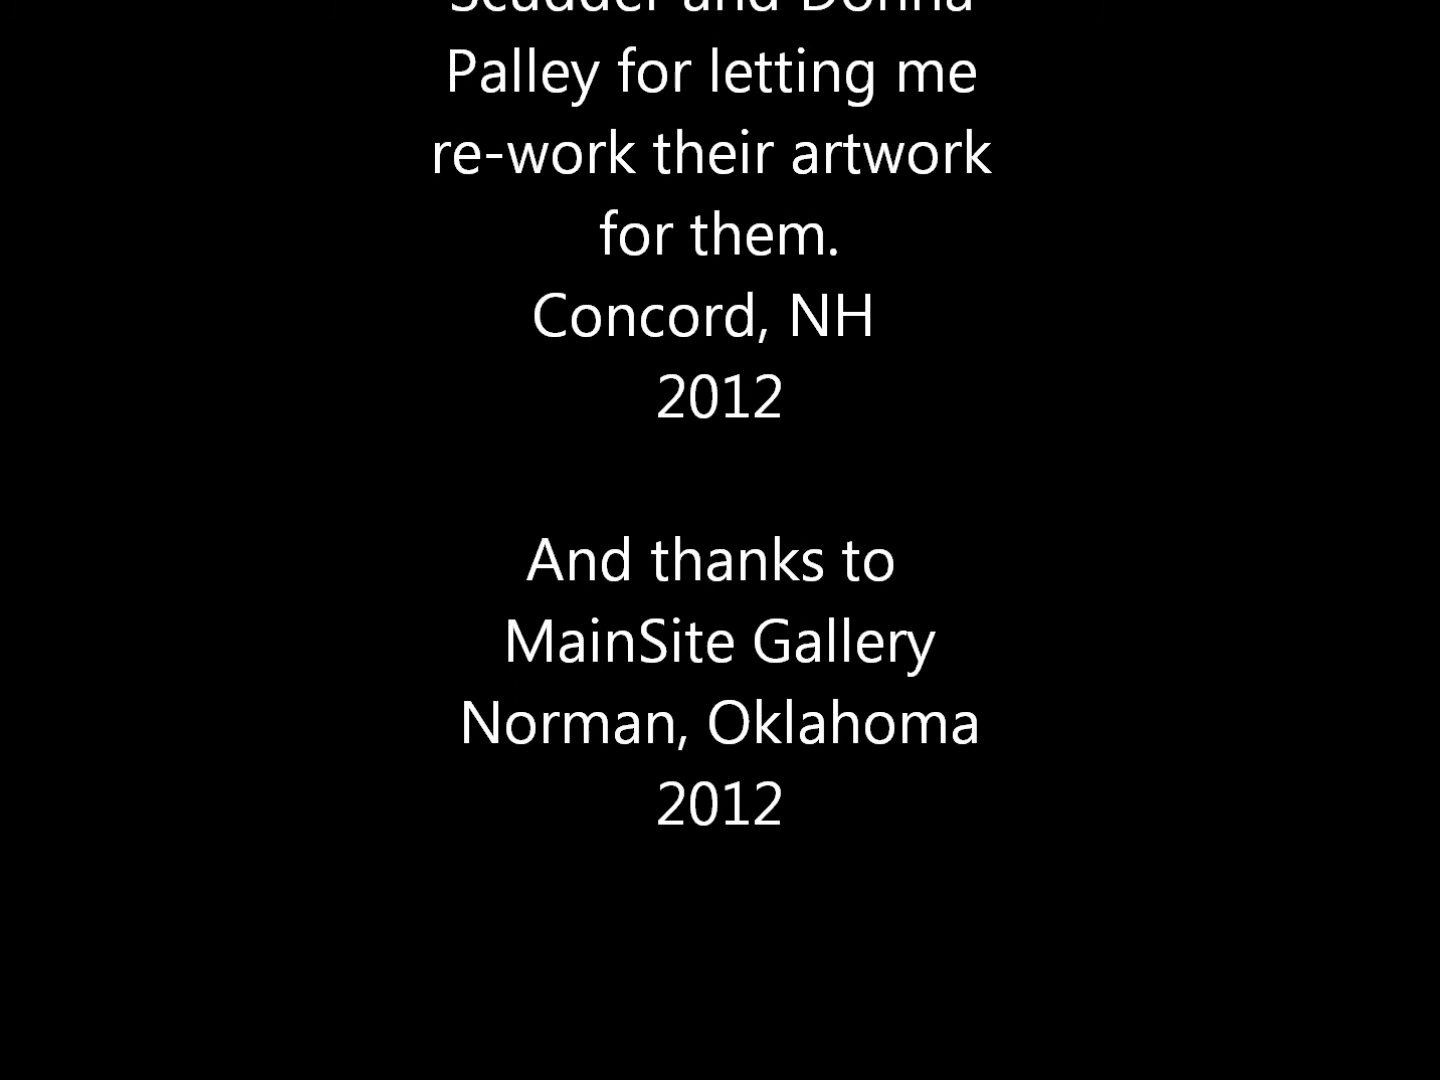 Scudder and Donna
Palley for letting me
re-work their artwork
for them.
Concord, NH
2012
And thanks to
MainSite Gallery
Norman, Oklahoma
2012